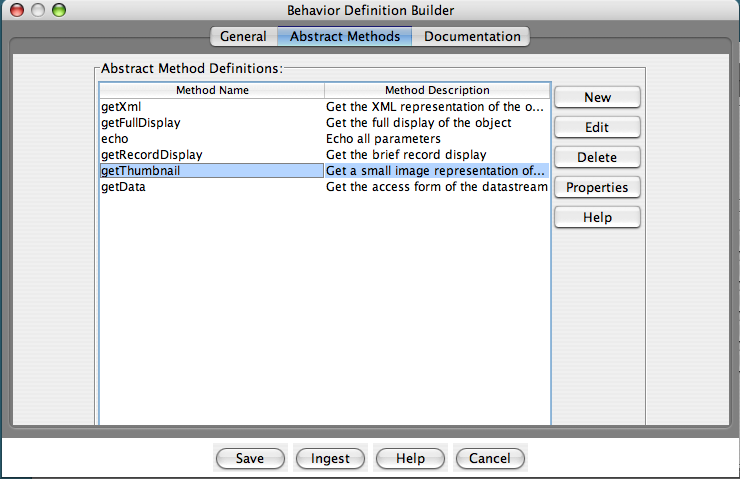 Behavior Definition Builder
General Abstract Methods Documentation
Abstract Method Definitions:
Method Name Method Description
getXml Get the XML representation of the o...
getFullDisplay Get the full display of the object
echo Echo all parameters
getRecordDisplay Get the brief record display
getThumbnail Get a small image representation of...
getData Get the access form of the datastream
New
Edit
Delete
Properties
Help
Save Ingest Help Cancel